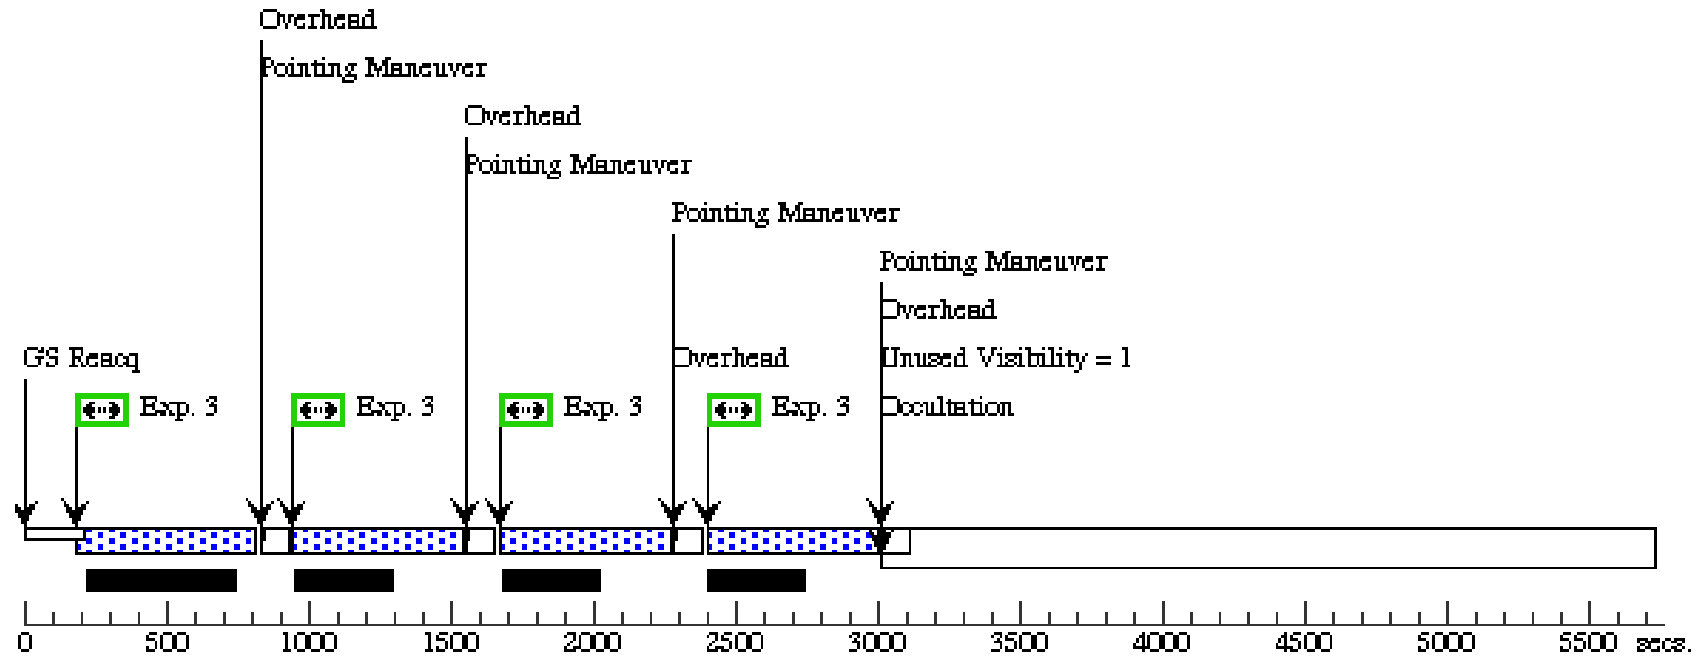 Overhead
Pointing Maneuver
Overhead
Pointing Maneuver
Pointing Maneuver
Pointing Maneuver
Overhead
GS Reacq
Overhead
Unused Visibility = 1
Exp. 3
Exp. 3
Exp. 3
Exp. 3
Occultation
0 500 1000 1500 2000 2500 3000 3500 4000 4500 5000 5500 secs.